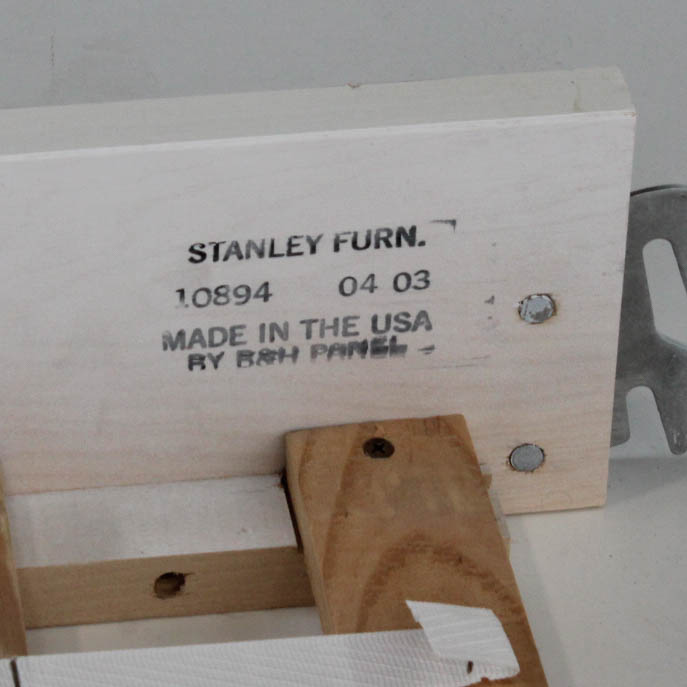 STANLEY FURN.
10894 04 03
MADE IN THE USA
BY B&H PANEL